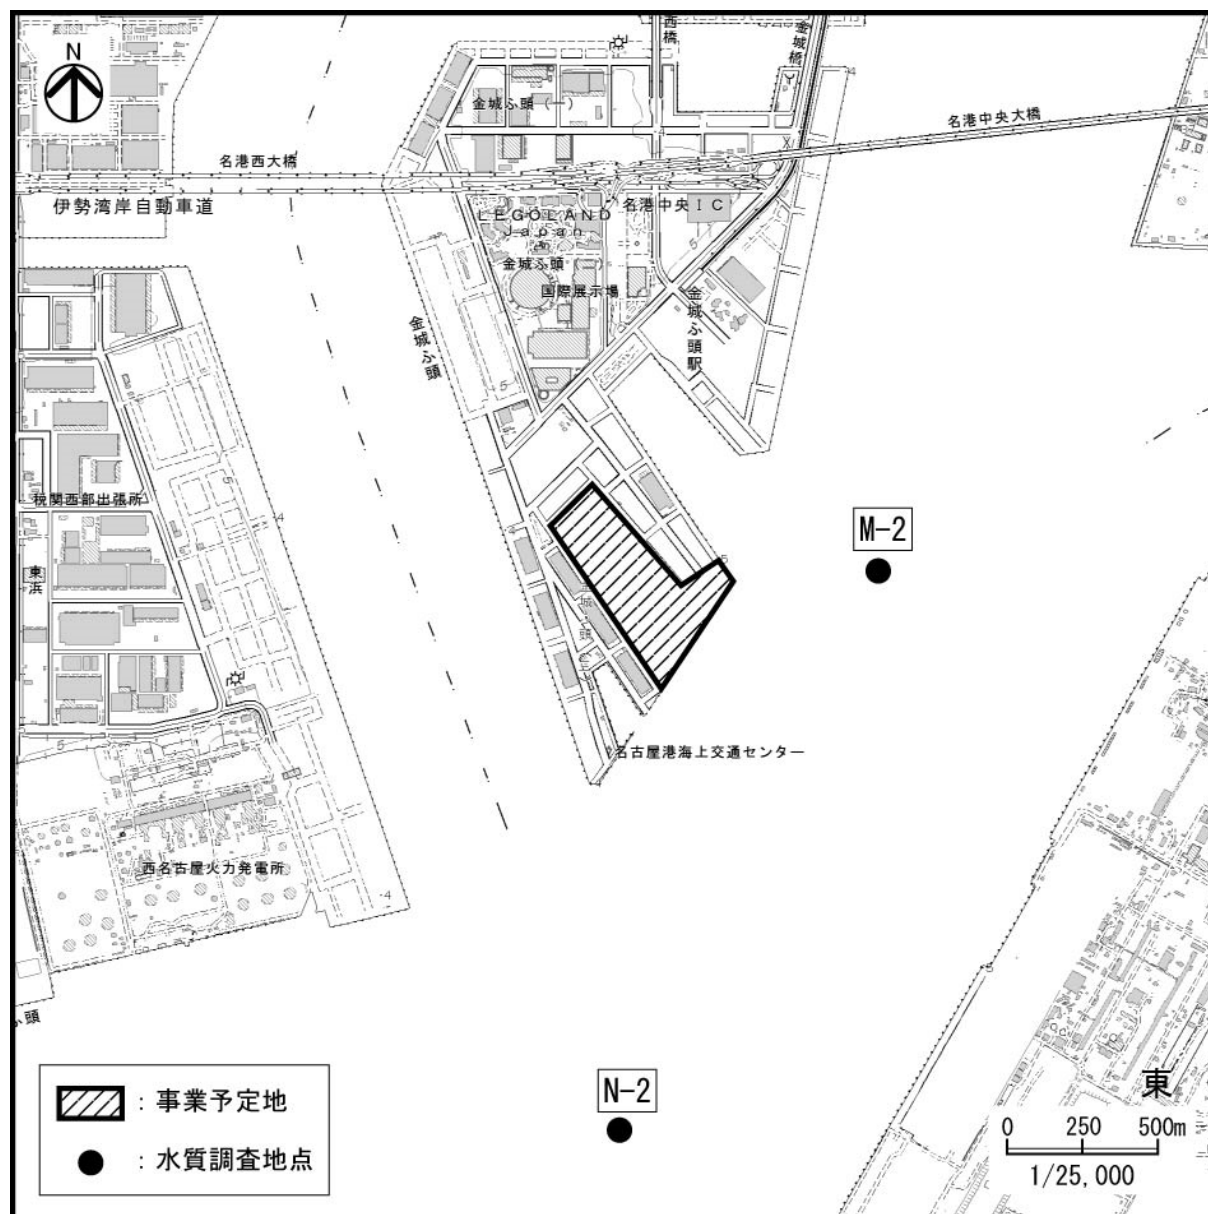 N
西橋
金城橋
金城ふ頭（一）
名港中央大橋
名港西大橋
伊勢湾岸自動車道
LEGOLAND
Japan
名港中央ＩＣ
金城ふ頭（二）
国際展示場
金城ふ頭駅
金城ふ頭
税関西部出張所
東浜
M-2
名古屋港海上交通センター
西名古屋火力発電所
ふ頭
N-2
東
：事業予定地
：水質調査地点
0 250 500m
1/25,000